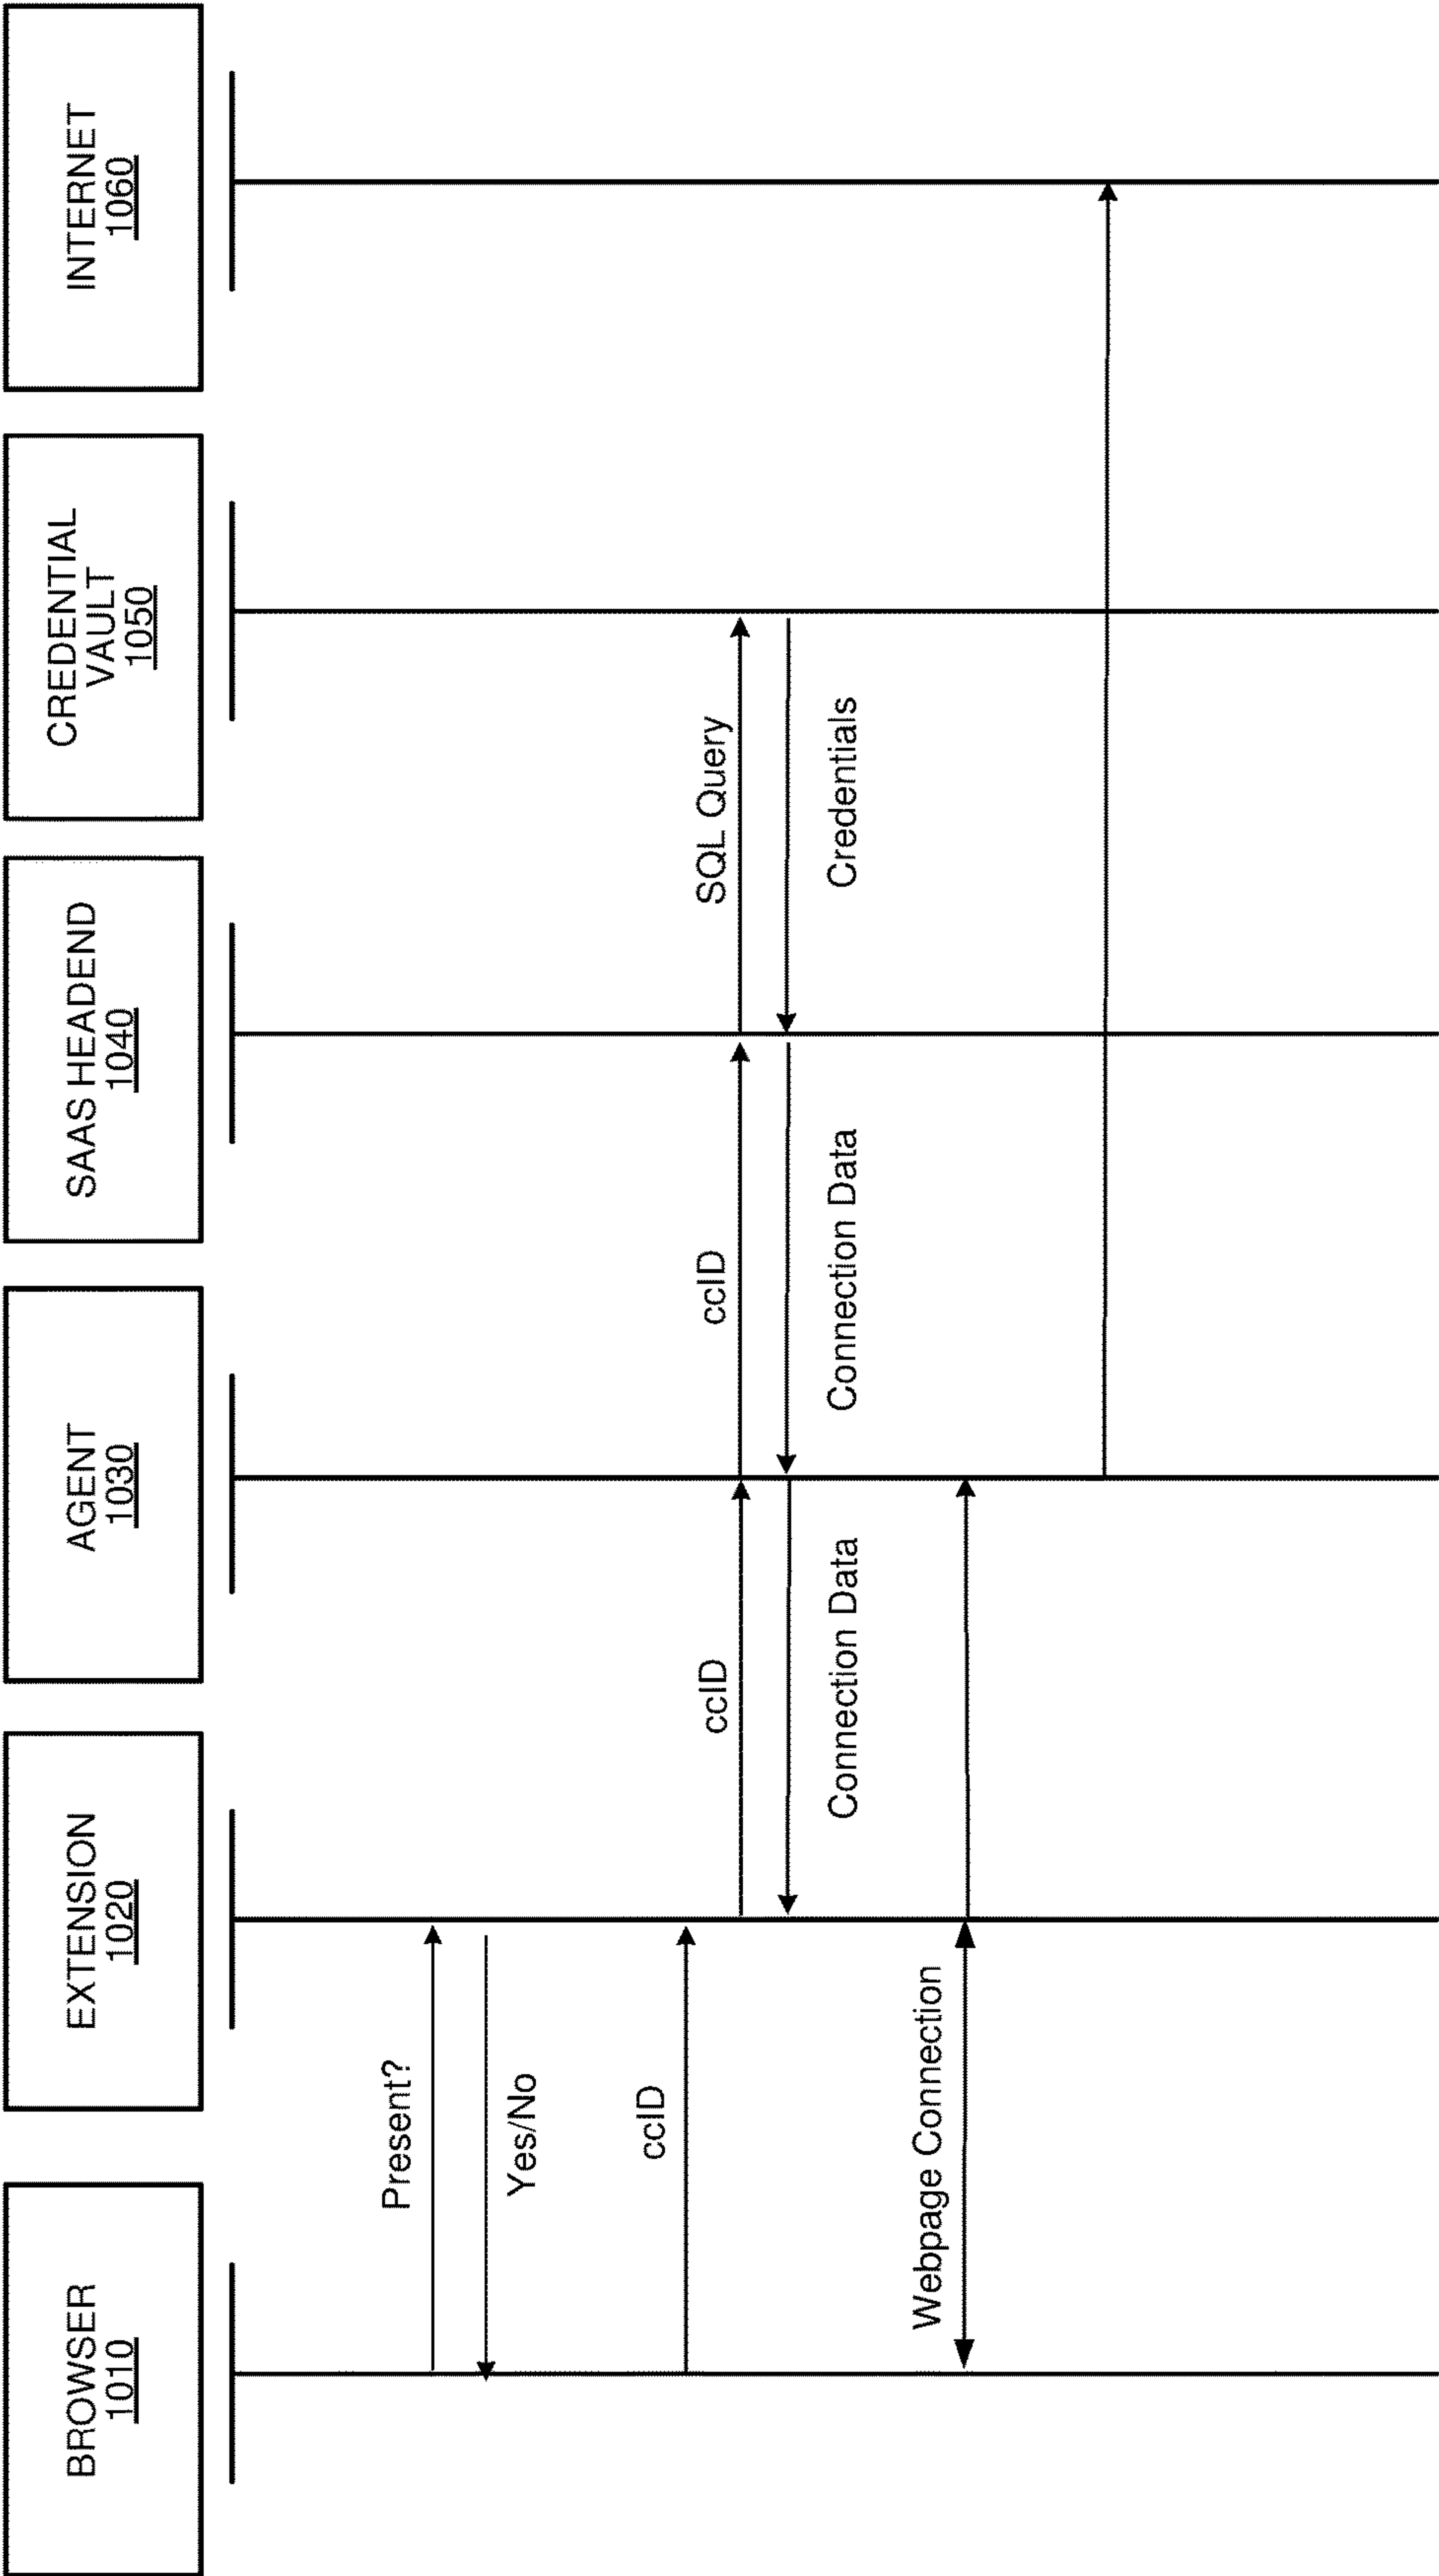 BROWSER
1010
EXTENSION
1020
AGENT
1030
SAAS HEADEND
1040
CREDENTIAL
VAULT
1050
INTERNET
1060
Present?
Yes/No
ccID
ccID
ccID
SQL Query
Connection Data
Connection Data
Credentials
Webpage Connection